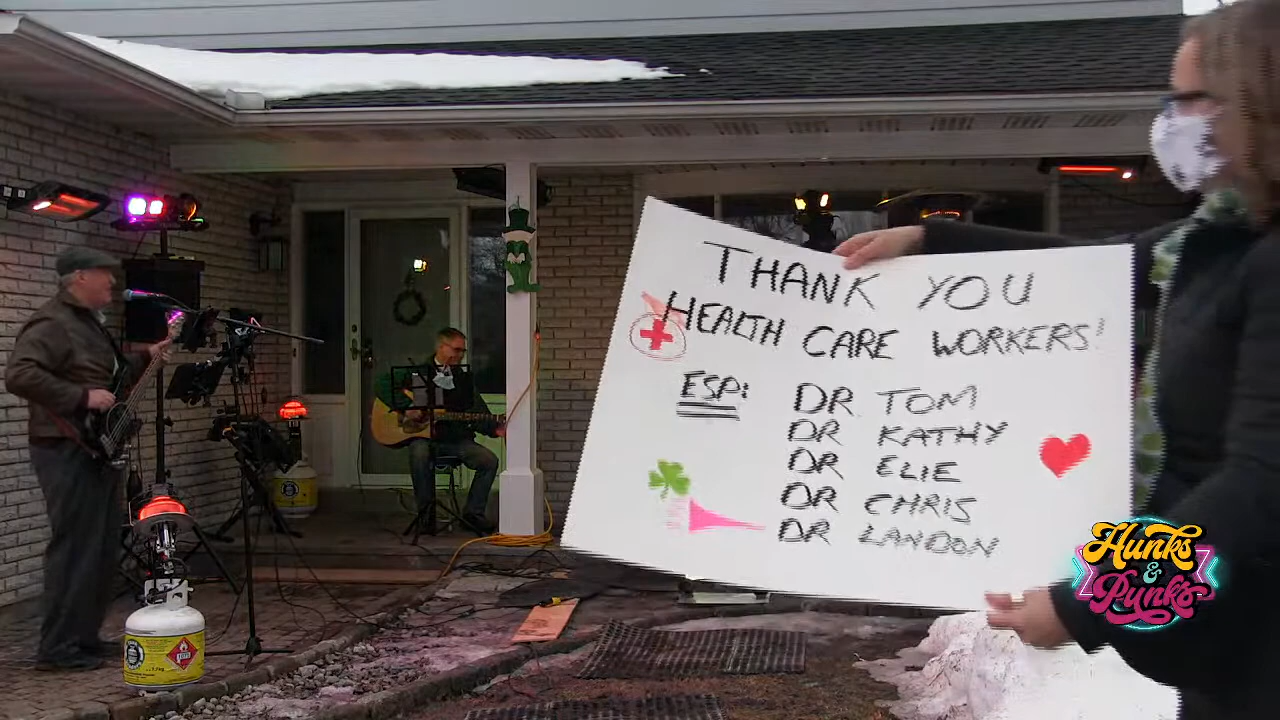 THANK YOU
HEALTH CARE WORKERS!
ESP:
DR TOM
DR KATHY
DR ELIE
DR CHRIS
DR LANDON
Hunks
&
Punks